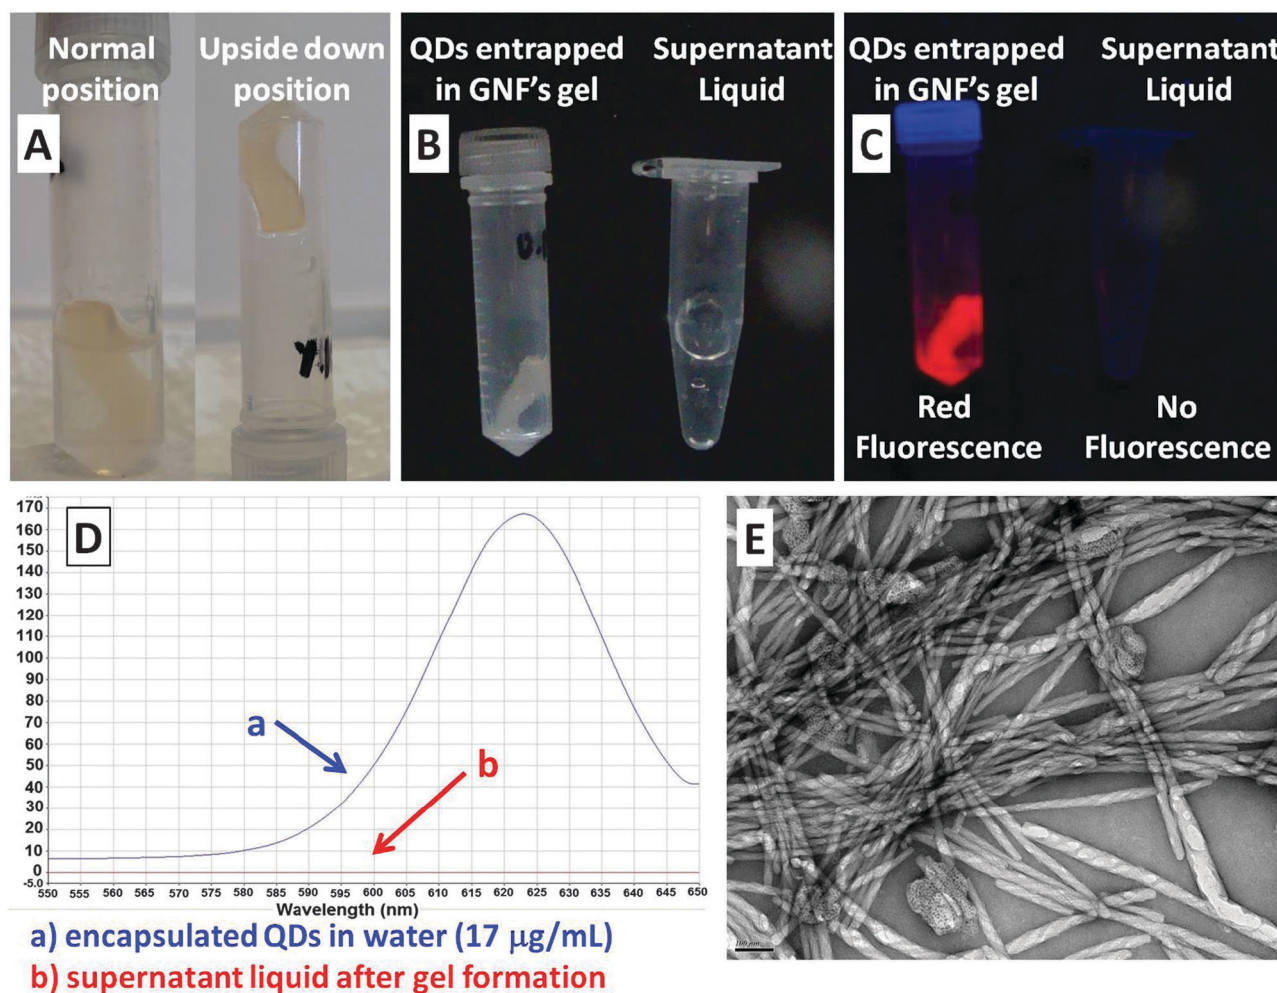 Normal
position
Upside down
position
A
QDs entrapped
in GNF's gel
Supernatant
Liquid
B
QDs entrapped
in GNF's gel
Supernatant
Liquid
C
Red
Fluorescence
No
Fluorescence
D
170
160
150
140
130
120
110
100
90
80
70
60
50
40
30
20
10
0
-5.0
550 555 560 565 570 575 580 585 590 595 600 605 610 615 620 625 630 635 640 645 650
Wavelength (nm)
a
b
a) encapsulated QDs in water (17 μg/mL)
b) supernatant liquid after gel formation
E